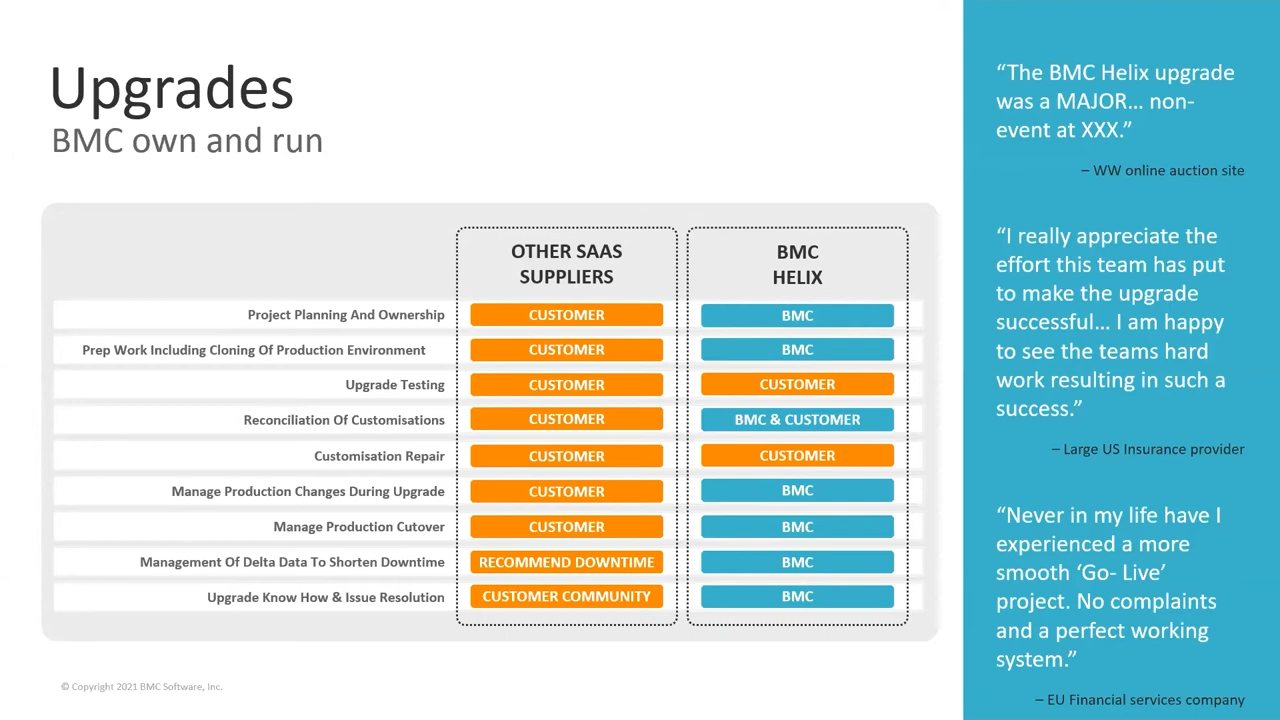 Upgrades
BMC own and run
OTHER SAAS
SUPPLIERS
BMC
HELIX
Project Planning And Ownership CUSTOMER BMC
Prep Work Including Cloning Of Production Environment CUSTOMER BMC
Upgrade Testing CUSTOMER CUSTOMER
Reconciliation Of Customisations CUSTOMER BMC & CUSTOMER
Customisation Repair CUSTOMER CUSTOMER
Manage Production Changes During Upgrade CUSTOMER BMC
Manage Production Cutover CUSTOMER BMC
Management Of Delta Data To Shorten Downtime RECOMMEND DOWNTIME BMC
Upgrade Know How & Issue Resolution CUSTOMER COMMUNITY BMC
© Copyright 2021 BMC Software, Inc.
“The BMC Helix upgrade
was a MAJOR… non-
event at XXX.”
– WW online auction site
“I really appreciate the
effort this team has put
to make the upgrade
successful… I am happy
to see the teams hard
work resulting in such a
success.”
– Large US Insurance provider
“Never in my life have I
experienced a more
smooth ‘Go- Live’
project. No complaints
and a perfect working
system.”
– EU Financial services company